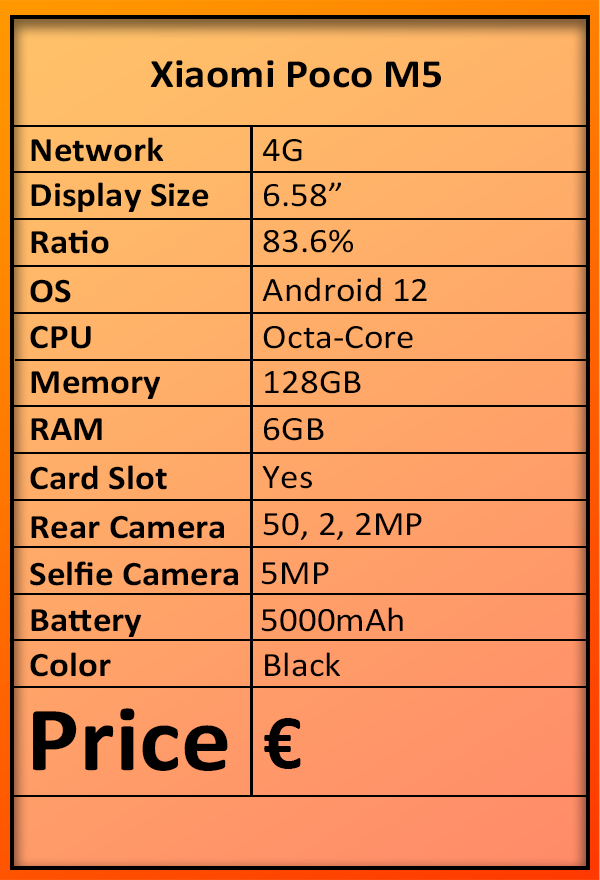 Xiaomi Poco M5
Network 4G
Display Size 6.58”
Ratio 83.6%
OS Android 12
CPU Octa-Core
Memory 128GB
RAM 6GB
Card Slot Yes
Rear Camera 50, 2, 2MP
Selfie Camera 5MP
Battery 5000mAh
Color Black
Price €